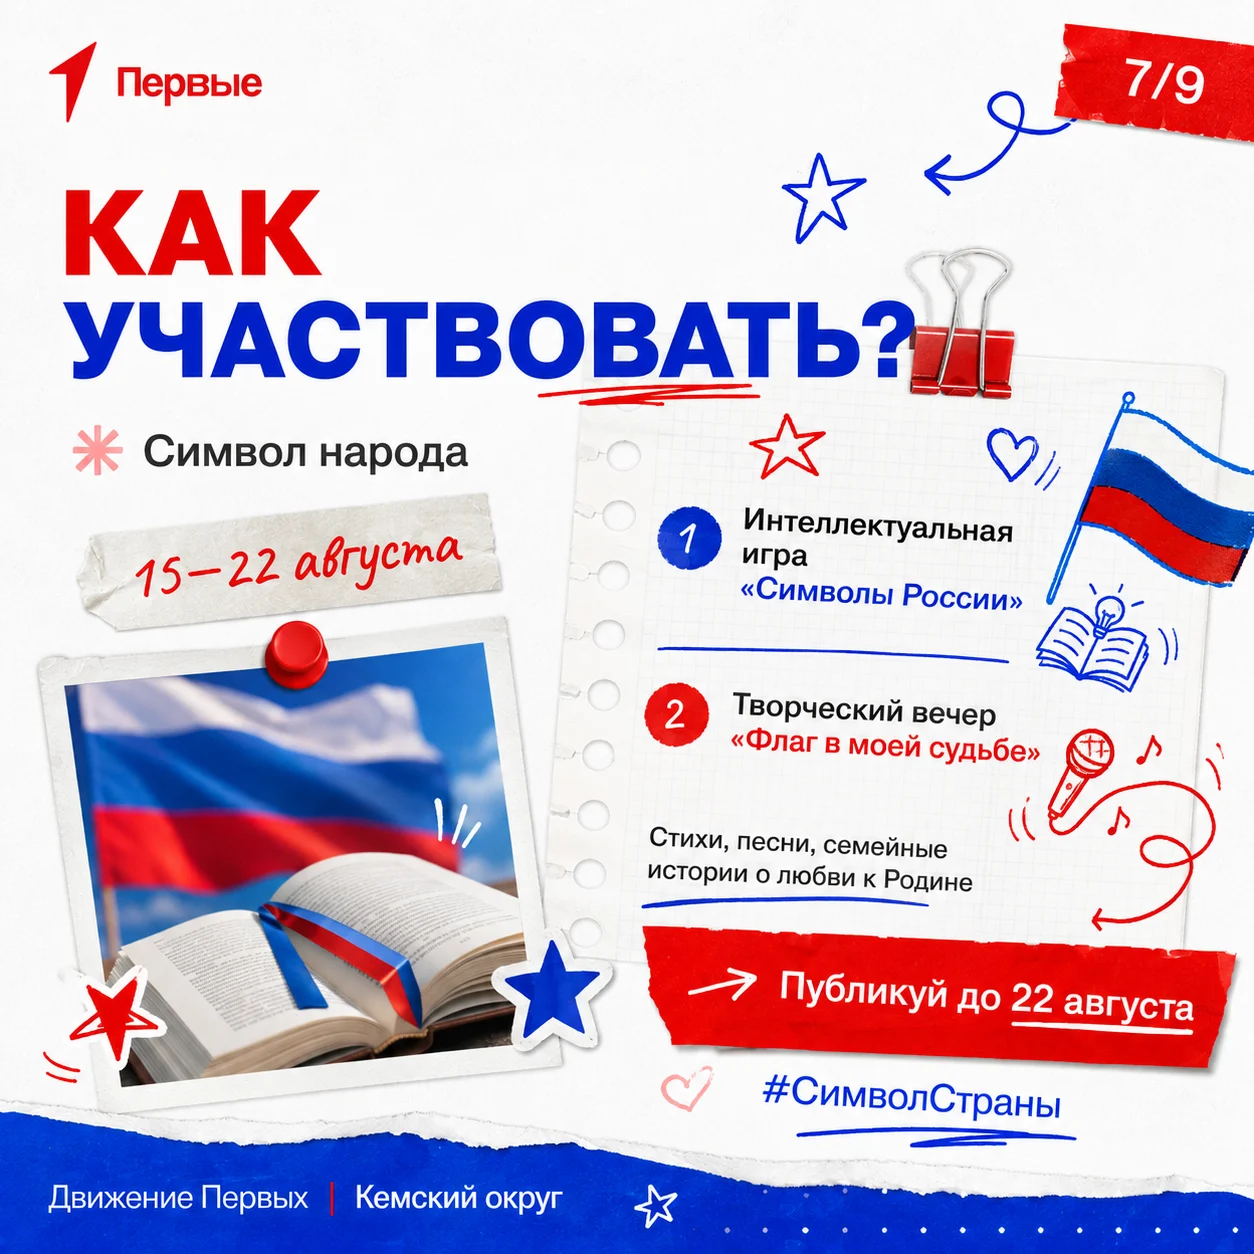 Первые
7/9
КАК
УЧАСТВОВАТЬ?
Символ народа
15–22 августа
1
Интеллектуальная
игра
«Символы России»
2
Творческий вечер
«Флаг в моей судьбе»
Стихи, песни, семейные
истории о любви к Родине
Публикуй до 22 августа
#СимволСтраны
Движение Первых | Кемский округ